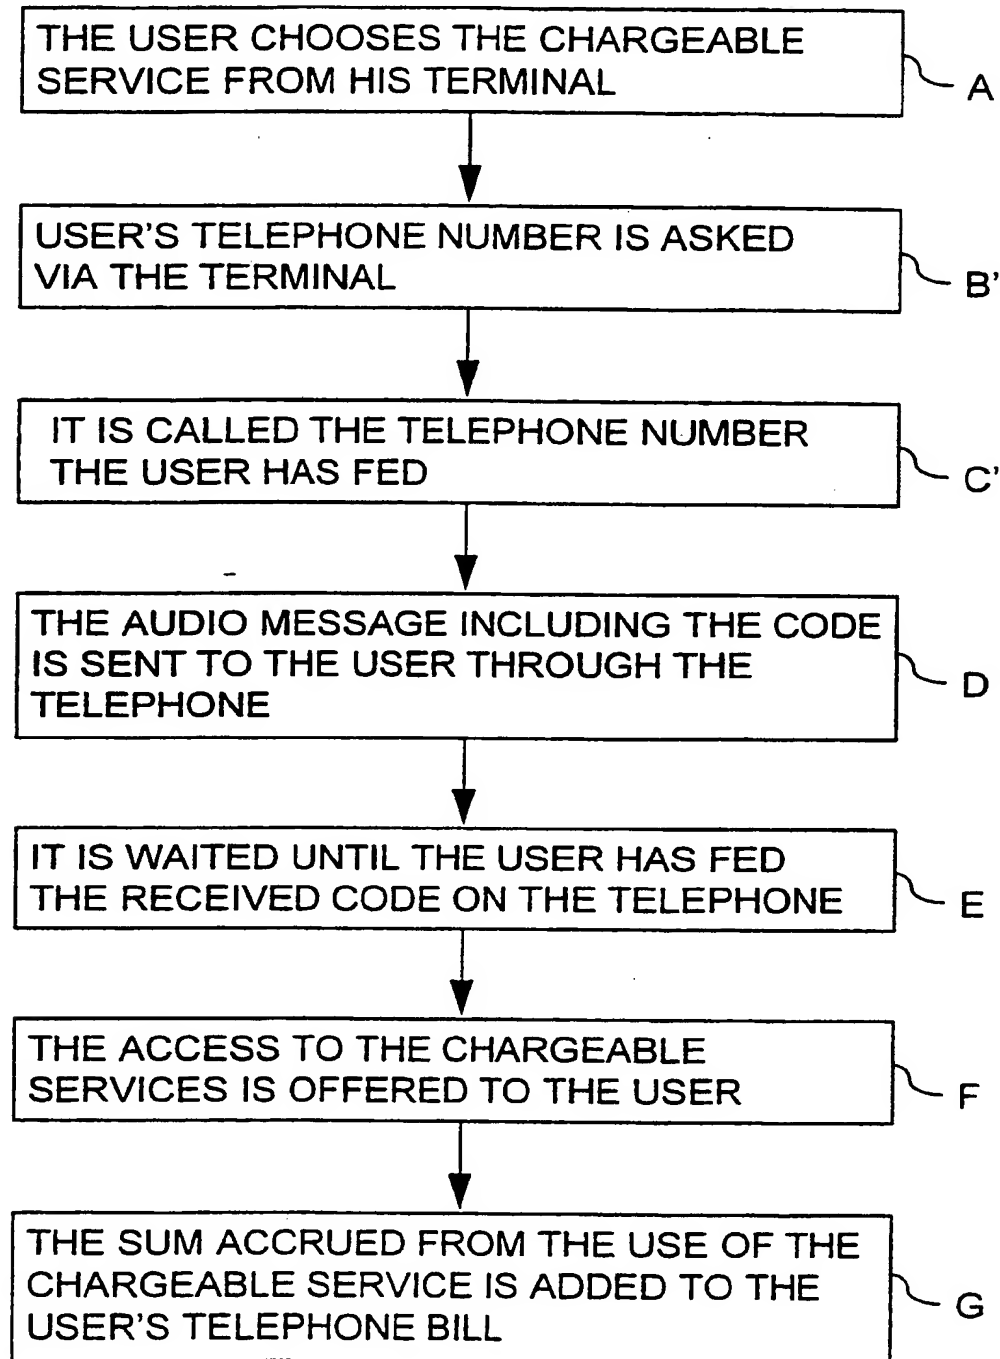 THE USER CHOOSES THE CHARGEABLE
SERVICE FROM HIS TERMINAL
A
USER'S TELEPHONE NUMBER IS ASKED
VIA THE TERMINAL
B'
IT IS CALLED THE TELEPHONE NUMBER
THE USER HAS FED
C'
THE AUDIO MESSAGE INCLUDING THE CODE
IS SENT TO THE USER THROUGH THE
TELEPHONE
D
IT IS WAITED UNTIL THE USER HAS FED
THE RECEIVED CODE ON THE TELEPHONE
E
THE ACCESS TO THE CHARGEABLE
SERVICES IS OFFERED TO THE USER
F
THE SUM ACCRUED FROM THE USE OF THE
CHARGEABLE SERVICE IS ADDED TO THE
USER'S TELEPHONE BILL
G